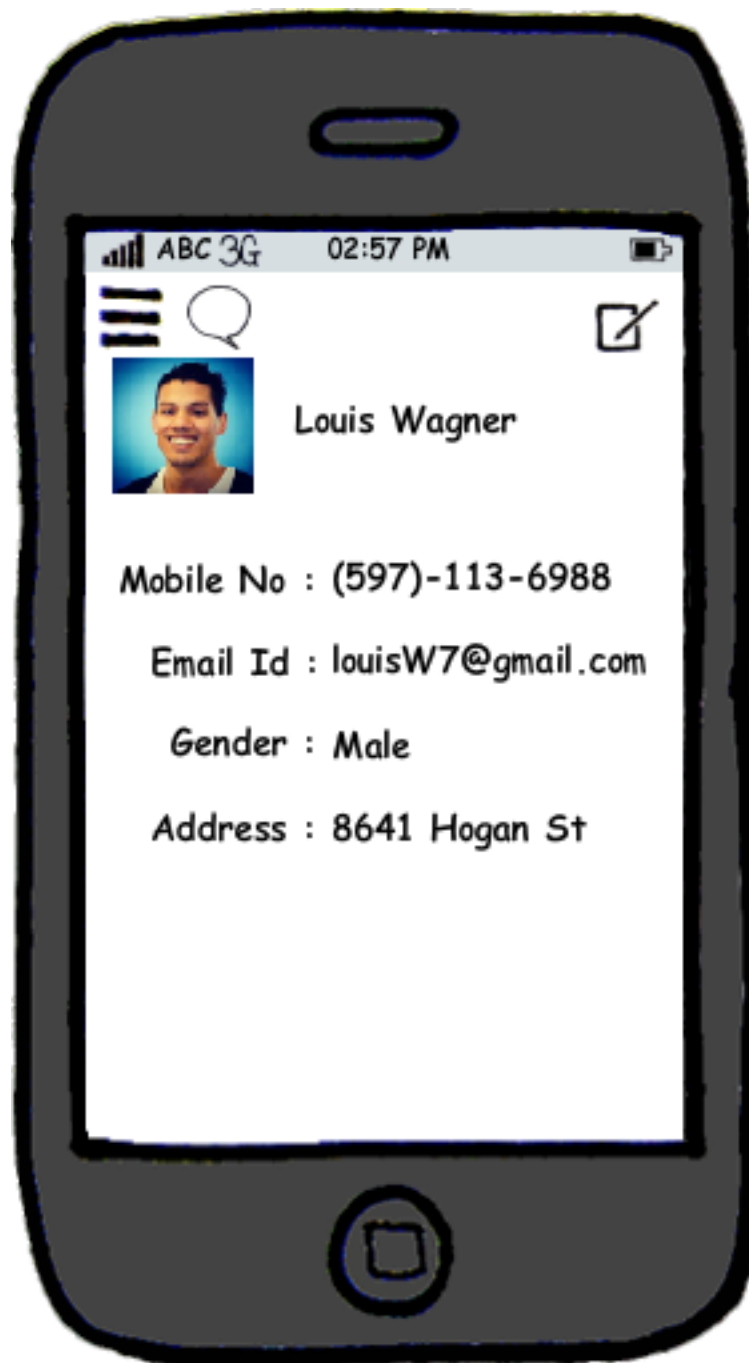 ABC 3G 02:57 PM
Louis Wagner
Mobile No : (597)-113-6988
Email Id : louisW7@gmail.com
Gender : Male
Address : 8641 Hogan St